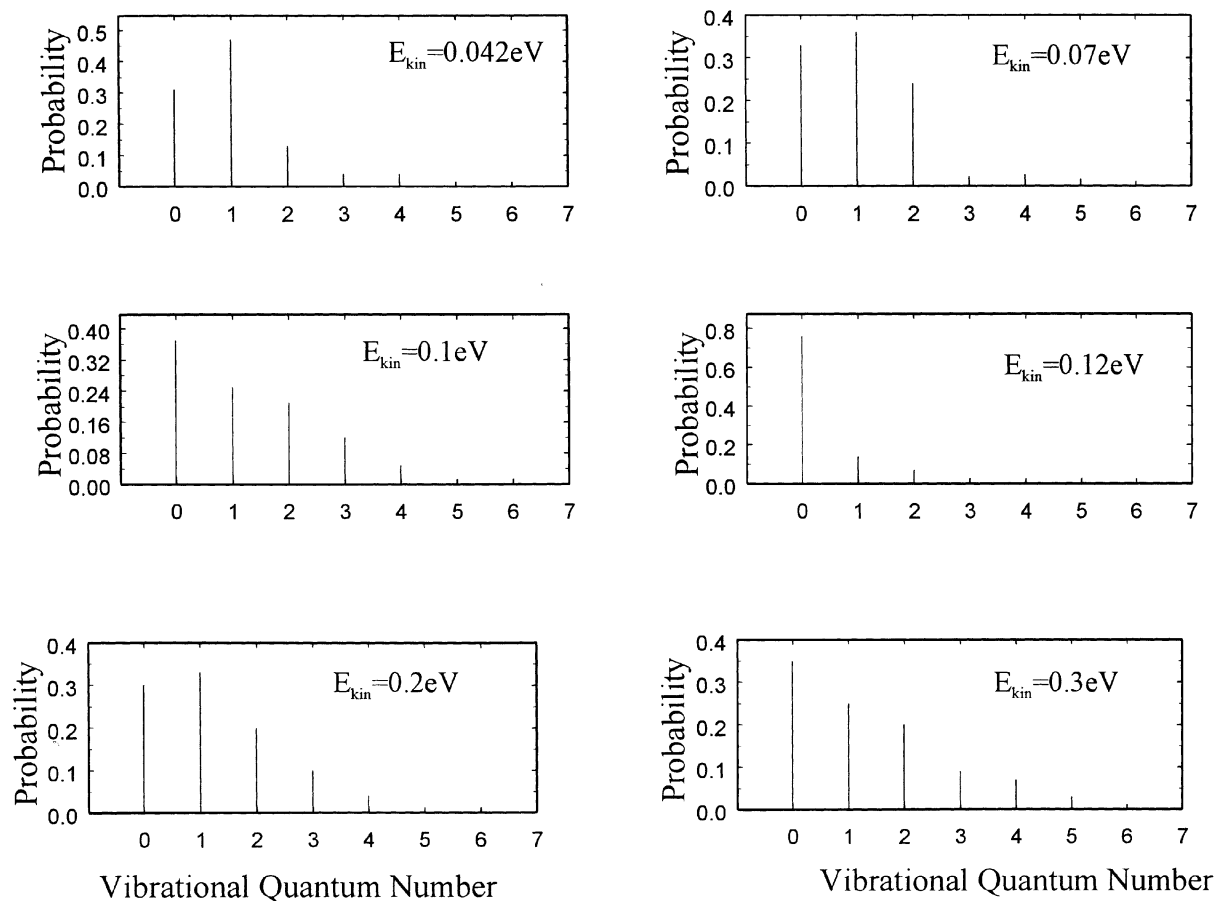 Probability
0.5
0.4
0.3
0.1
0.0
E_kin=0.042eV
0 1 2 3 4 5 6 7
Probability
0.4
0.3
0.2
0.1
0.0
E_kin=0.07eV
0 1 2 3 4 5 6 7
Probability
0.40
0.32
0.24
0.16
0.08
0.00
E_kin=0.1eV
0 1 2 3 4 5 6 7
Probability
0.8
0.6
0.4
0.2
0.0
E_kin=0.12eV
0 1 2 3 4 5 6 7
Probability
0.4
0.3
0.2
0.1
0.0
E_kin=0.2eV
0 1 2 3 4 5 6 7
Vibrational Quantum Number
Probability
0.4
0.3
0.2
0.1
0.0
E_kin=0.3eV
0 1 2 3 4 5 6 7
Vibrational Quantum Number